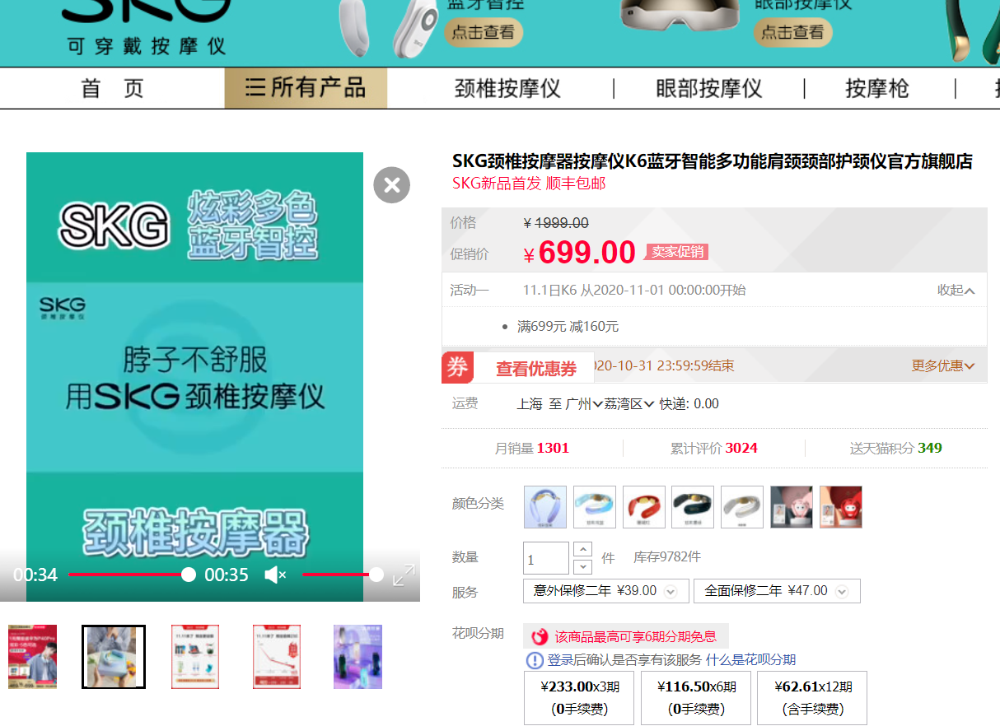 SKG
蓝牙智控
眼部按摩仪
可穿戴按摩仪
点击查看
点击查看
首 页
所有产品
颈椎按摩仪
眼部按摩仪
按摩枪
SKG
炫彩多色
蓝牙智控
SKG
颈椎按摩仪
脖子不舒服
用SKG颈椎按摩仪
颈椎按摩器
00:34
00:35
SKG颈椎按摩器按摩仪K6蓝牙智能多功能肩颈颈部护颈仪官方旗舰店
SKG新品首发 顺丰包邮
价格 ¥ 1999.00
促销价 ¥ 699.00 卖家促销
活动一 11.1日K6 从2020-11-01 00:00:00开始 收起
满699元 减160元
券 查看优惠券 020-10-31 23:59:59结束 更多优惠
运费 上海 至 广州 荔湾区 快递: 0.00
月销量 1301 累计评价 3024 送天猫积分 349
颜色分类
数量 1 件 库存9782件
服务 意外保修二年 ¥39.00 全面保修二年 ¥47.00
花呗分期 该商品最高可享6期分期免息
登录后确认是否享有该服务 什么是花呗分期
¥233.00x3期 ¥116.50x6期 ¥62.61x12期
(0手续费) (0手续费) (含手续费)